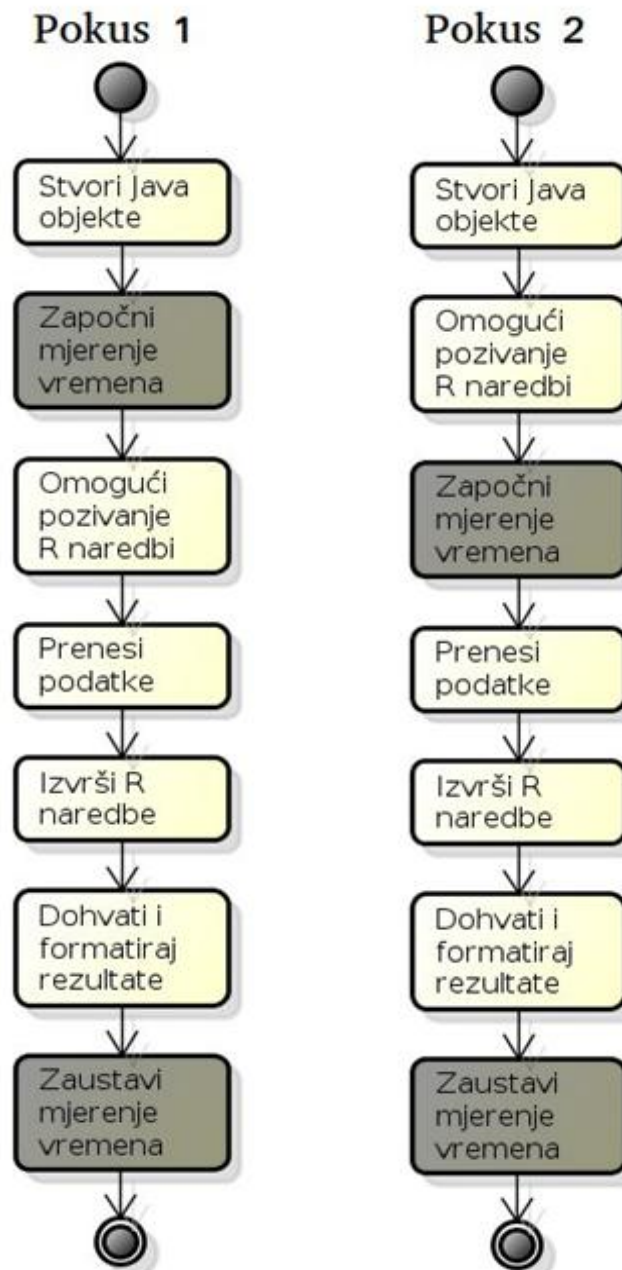 Pokus 1
Stvori Java
objekte
Započni
mjerenje
vremena
Omogući
pozivanje
R naredbi
Prenesi
podatke
Izvrši R
naredbe
Dohvati i
formatiraj
rezultate
Zaustavi
mjerenje
vremena
Pokus 2
Stvori Java
objekte
Omogući
pozivanje
R naredbi
Započni
mjerenje
vremena
Prenesi
podatke
Izvrši R
naredbe
Dohvati i
formatiraj
rezultate
Zaustavi
mjerenje
vremena